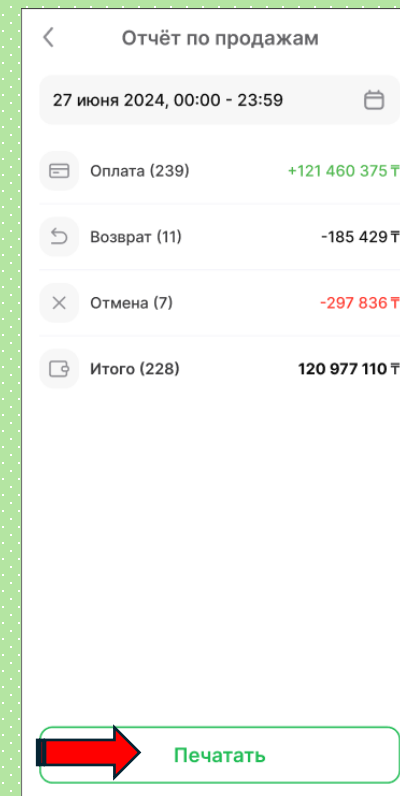 Отчёт по продажам
27 июня 2024, 00:00 - 23:59
Оплата (239) +121 460 375 ₸
Возврат (11) -185 429 ₸
Отмена (7) -297 836 ₸
Итого (228) 120 977 110 ₸
Печатать